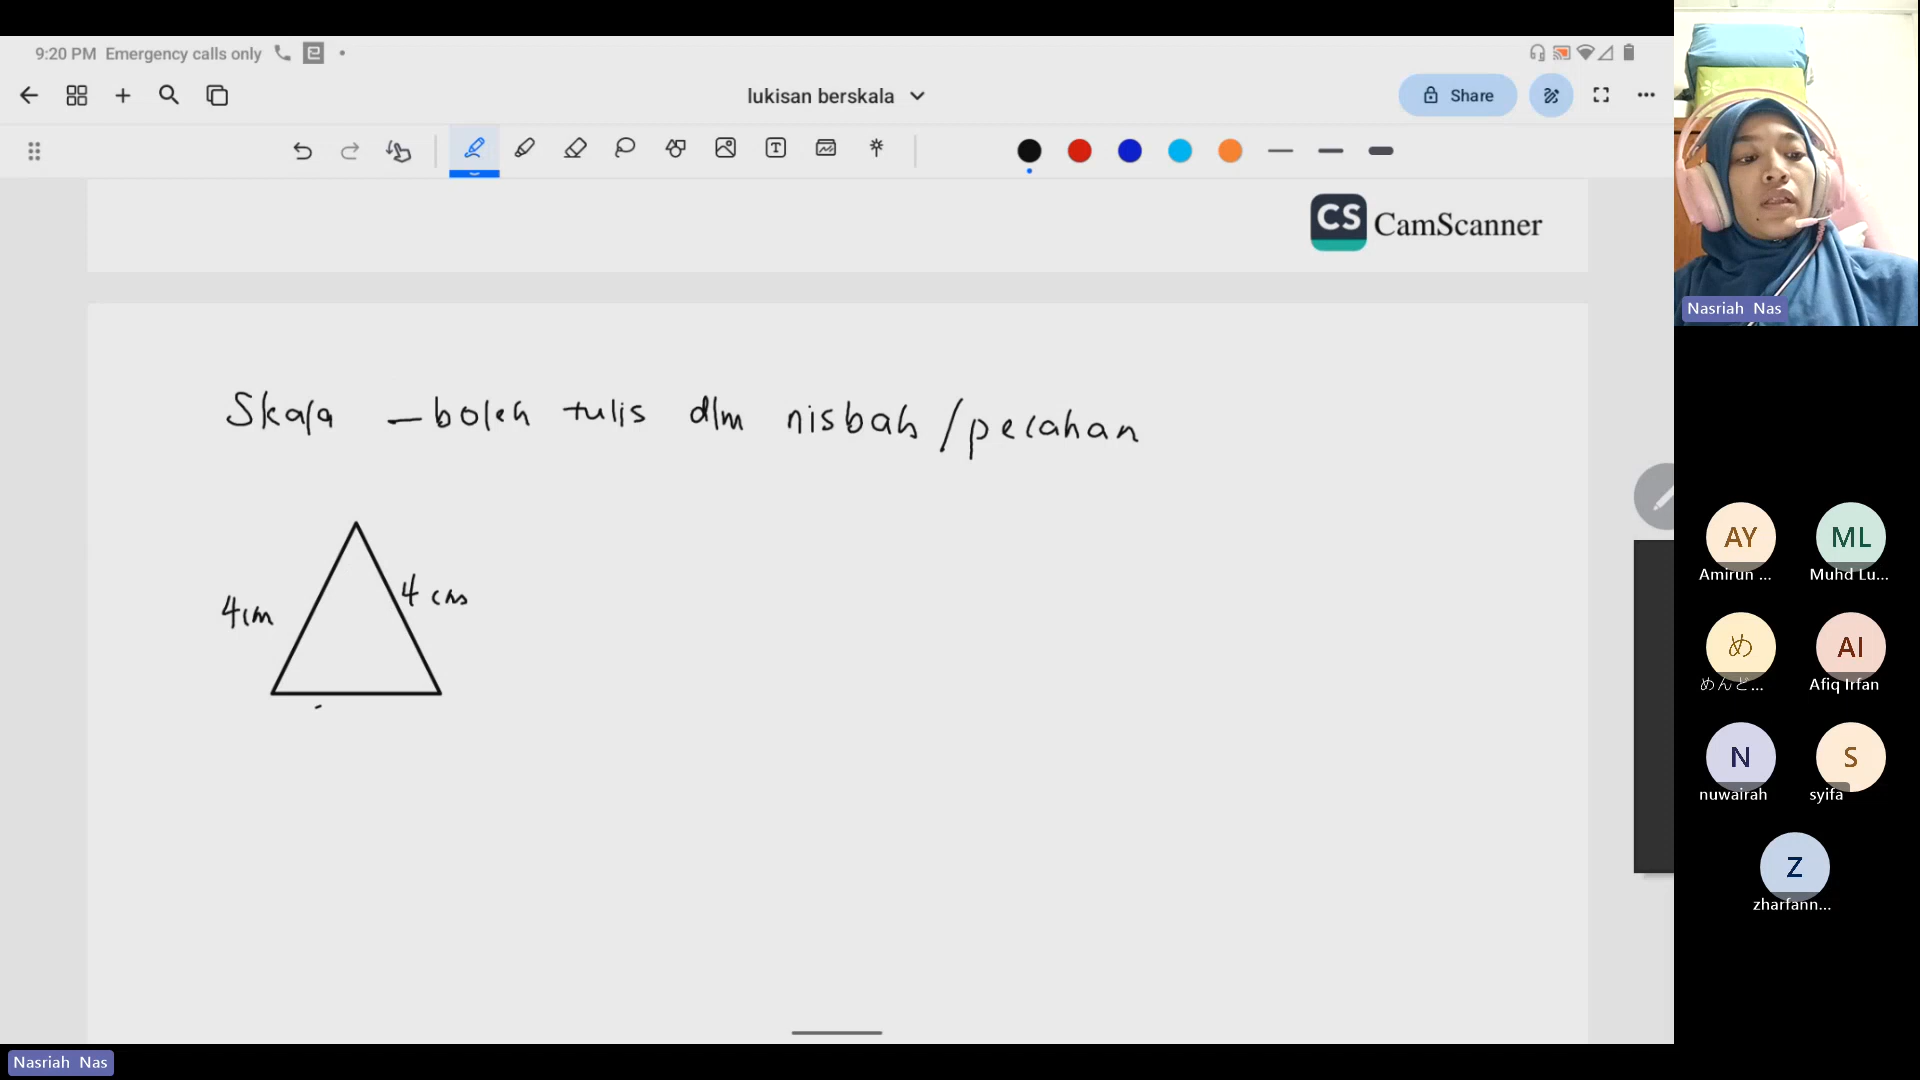 9:20 PM Emergency calls only
lukisan berskala
Share
CS CamScanner
Skala – boleh tulis dlm nisbah / pecahan
4cm
4 cm
Nasriah Nas
AY
Amirun ...
ML
Muhd Lu...
め
めんど...
AI
Afiq Irfan
N
nuwairah
S
syifa
Z
zharfann...
Nasriah Nas